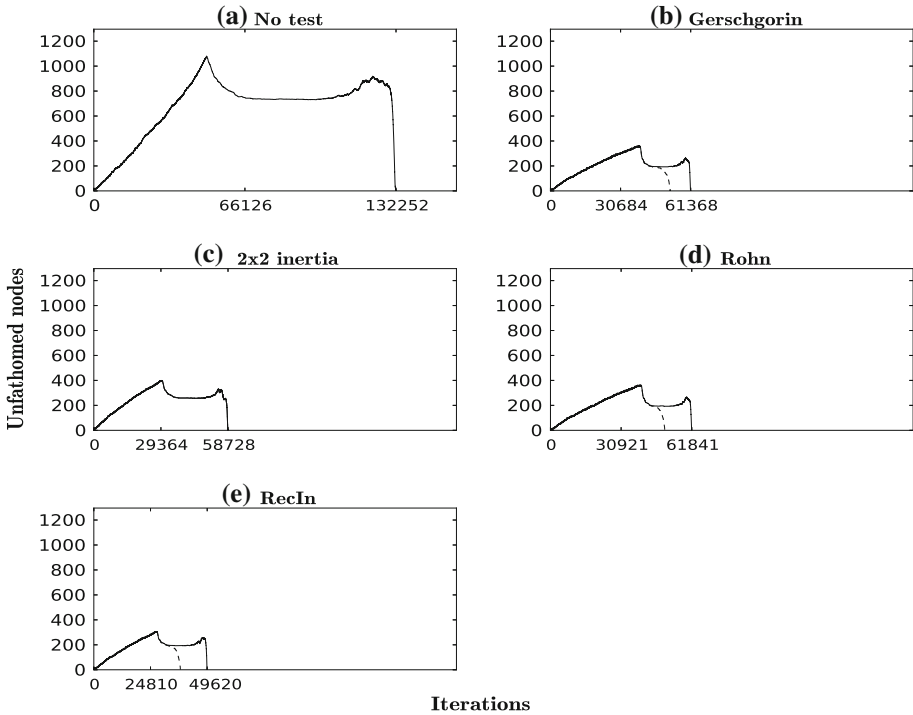 (a) No test
1200
1000
800
600
400
200
0
0 66126 132252
(b) Gerschgorin
1200
1000
800
600
400
200
0
0 30684 61368
(c) 2x2 inertia
1200
1000
800
600
400
200
0
0 29364 58728
(d) Rohn
1200
1000
800
600
400
200
0
0 30921 61841
(e) RecIn
1200
1000
800
600
400
200
0
0 24810 49620
Unfathomed nodes
Iterations